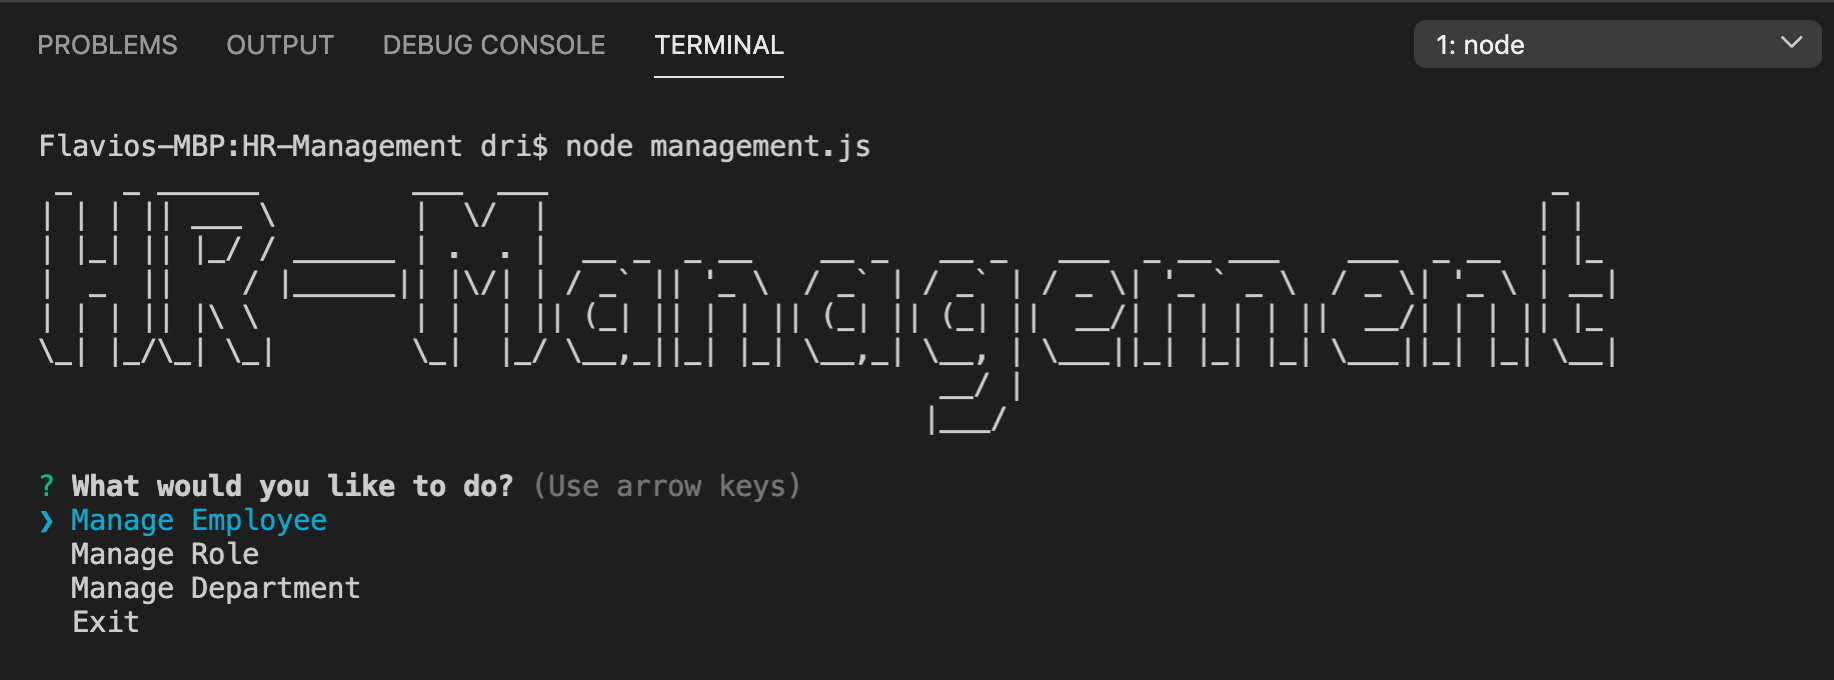 PROBLEMS OUTPUT DEBUG CONSOLE TERMINAL 1: node
Flavios-MBP:HR-Management dri$ node management.js
HR-Management
? What would you like to do? (Use arrow keys)
❯ Manage Employee
Manage Role
Manage Department
Exit